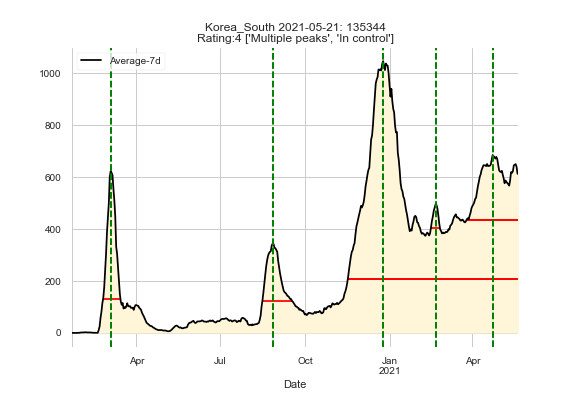 Korea_South 2021-05-21: 135344
Rating:4 ['Multiple peaks', 'In control']
Average-7d
1000
800
600
400
200
0
Apr
Jul
Oct
Jan
2021
Apr
Date